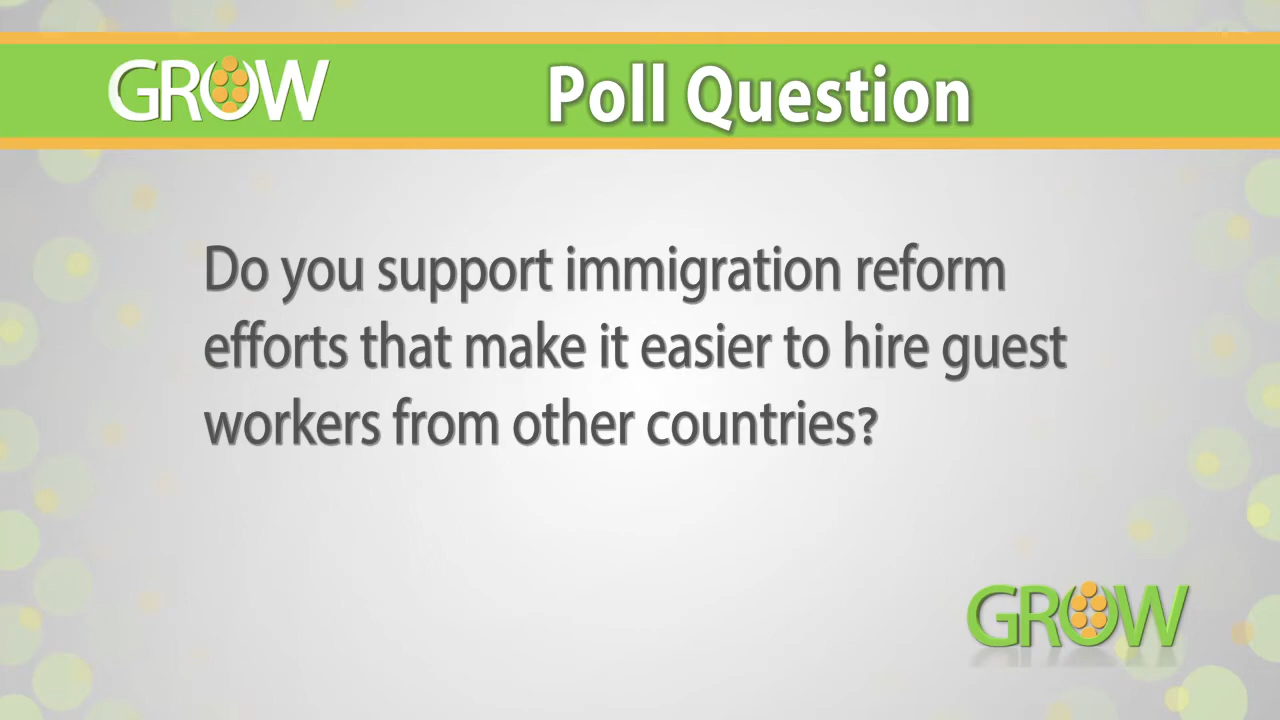 GROW
Poll Question
Do you support immigration reform
efforts that make it easier to hire guest
workers from other countries?
GROW